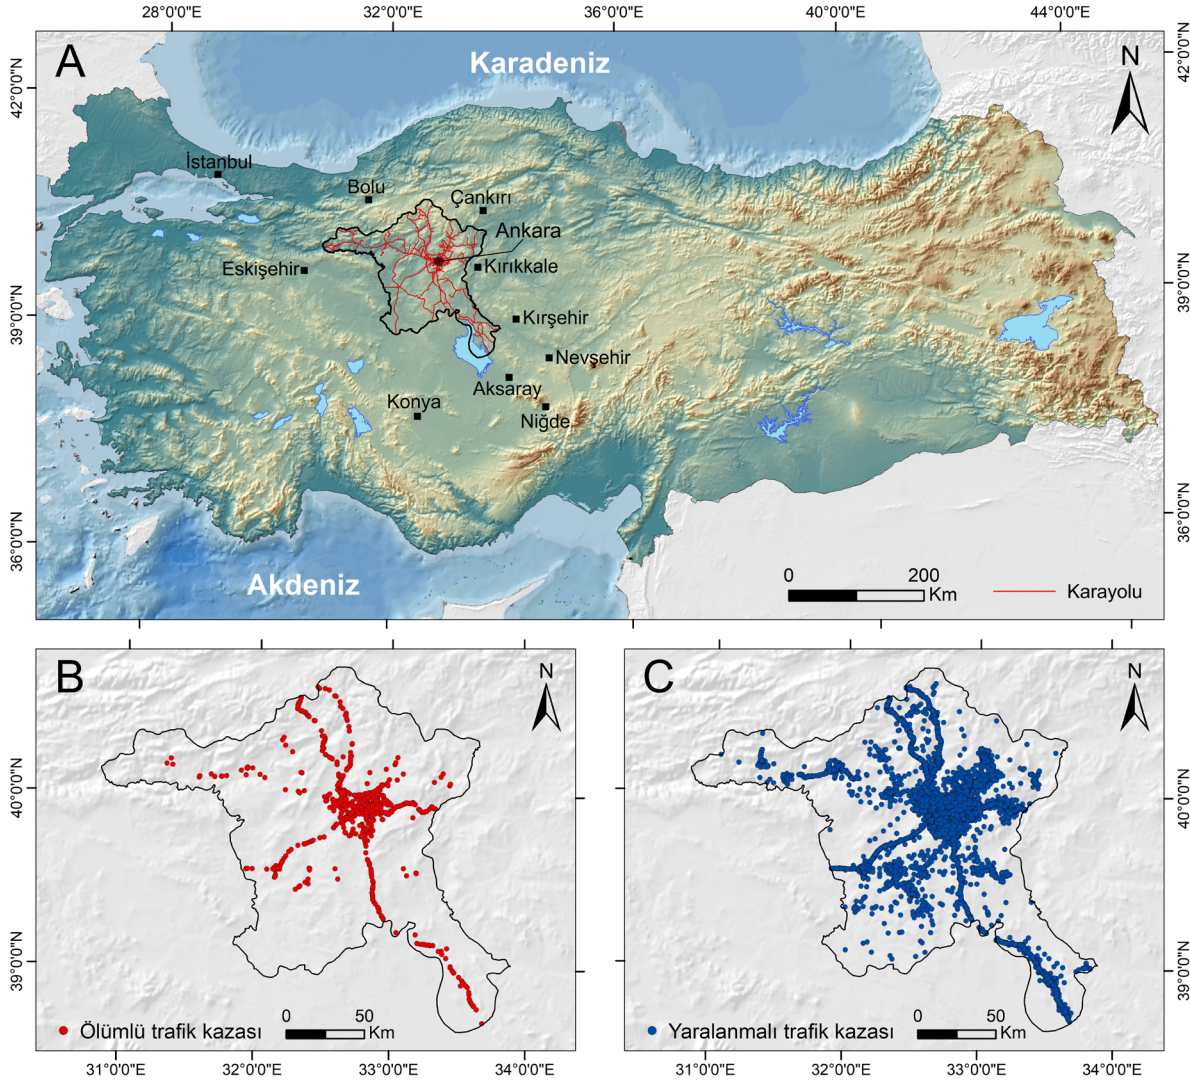 28°0'0"E
32°0'0"E
36°0'0"E
40°0'0"E
44°0'0"E
A
Karadeniz
N
42°0'0"N
42°0'0"N
İstanbul
Bolu
Çankırı
Ankara
Eskişehir
Kırıkkale
39°0'0"N
39°0'0"N
Kırşehir
Nevşehir
Aksaray
Konya
Niğde
36°0'0"N
36°0'0"N
Akdeniz
0 200
Km
Karayolu
B
N
C
N
40°0'0"N
40°0'0"N
39°0'0"N
39°0'0"N
Ölümlü trafik kazası
0 50
Km
Yaralanmalı trafik kazası
0 50
Km
31°0'0"E
32°0'0"E
33°0'0"E
34°0'0"E
31°0'0"E
32°0'0"E
33°0'0"E
34°0'0"E